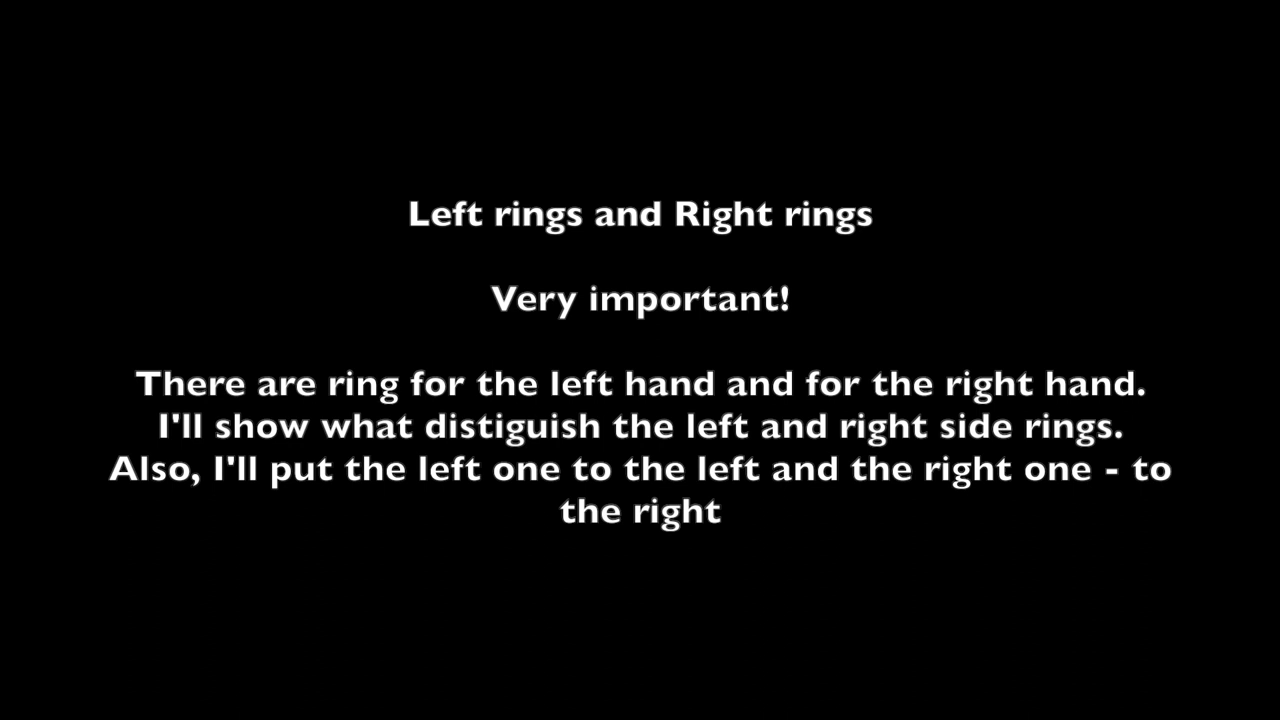 Left rings and Right rings
Very important!
There are ring for the left hand and for the right hand.
I'll show what distiguish the left and right side rings.
Also, I'll put the left one to the left and the right one - to
the right